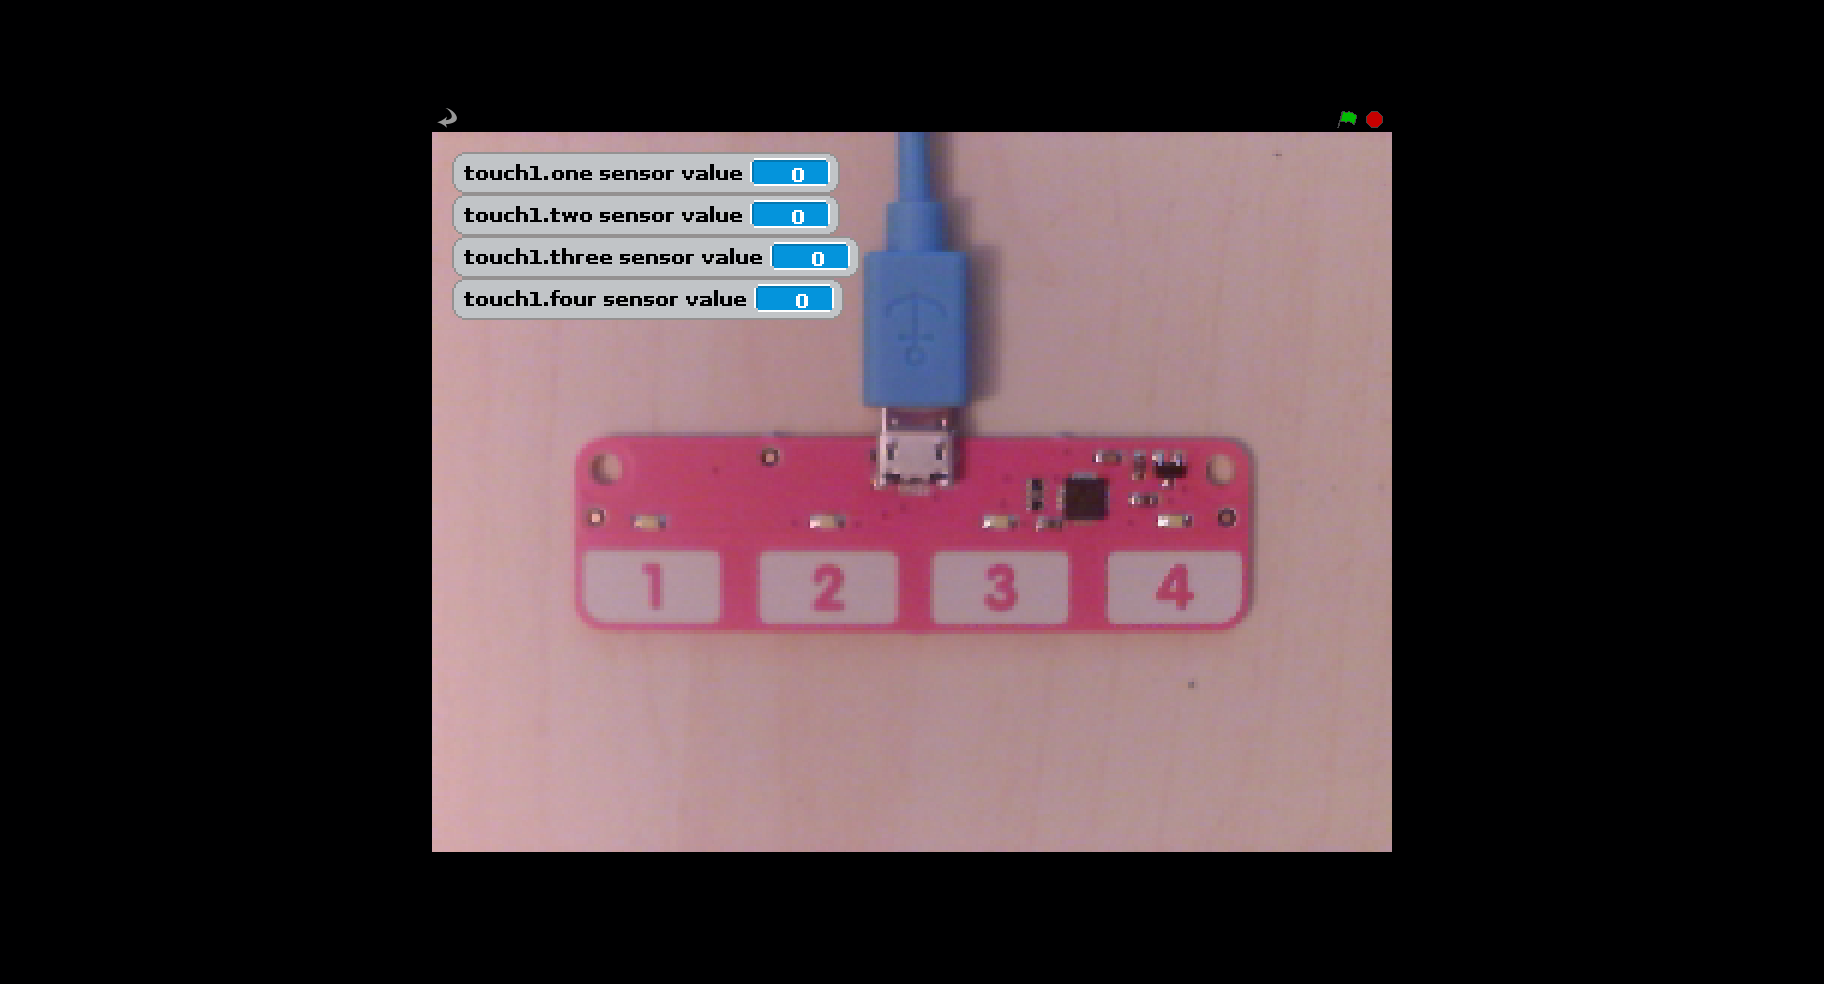 touch1.one sensor value 0
touch1.two sensor value 0
touch1.three sensor value 0
touch1.four sensor value 0
1 2 3 4